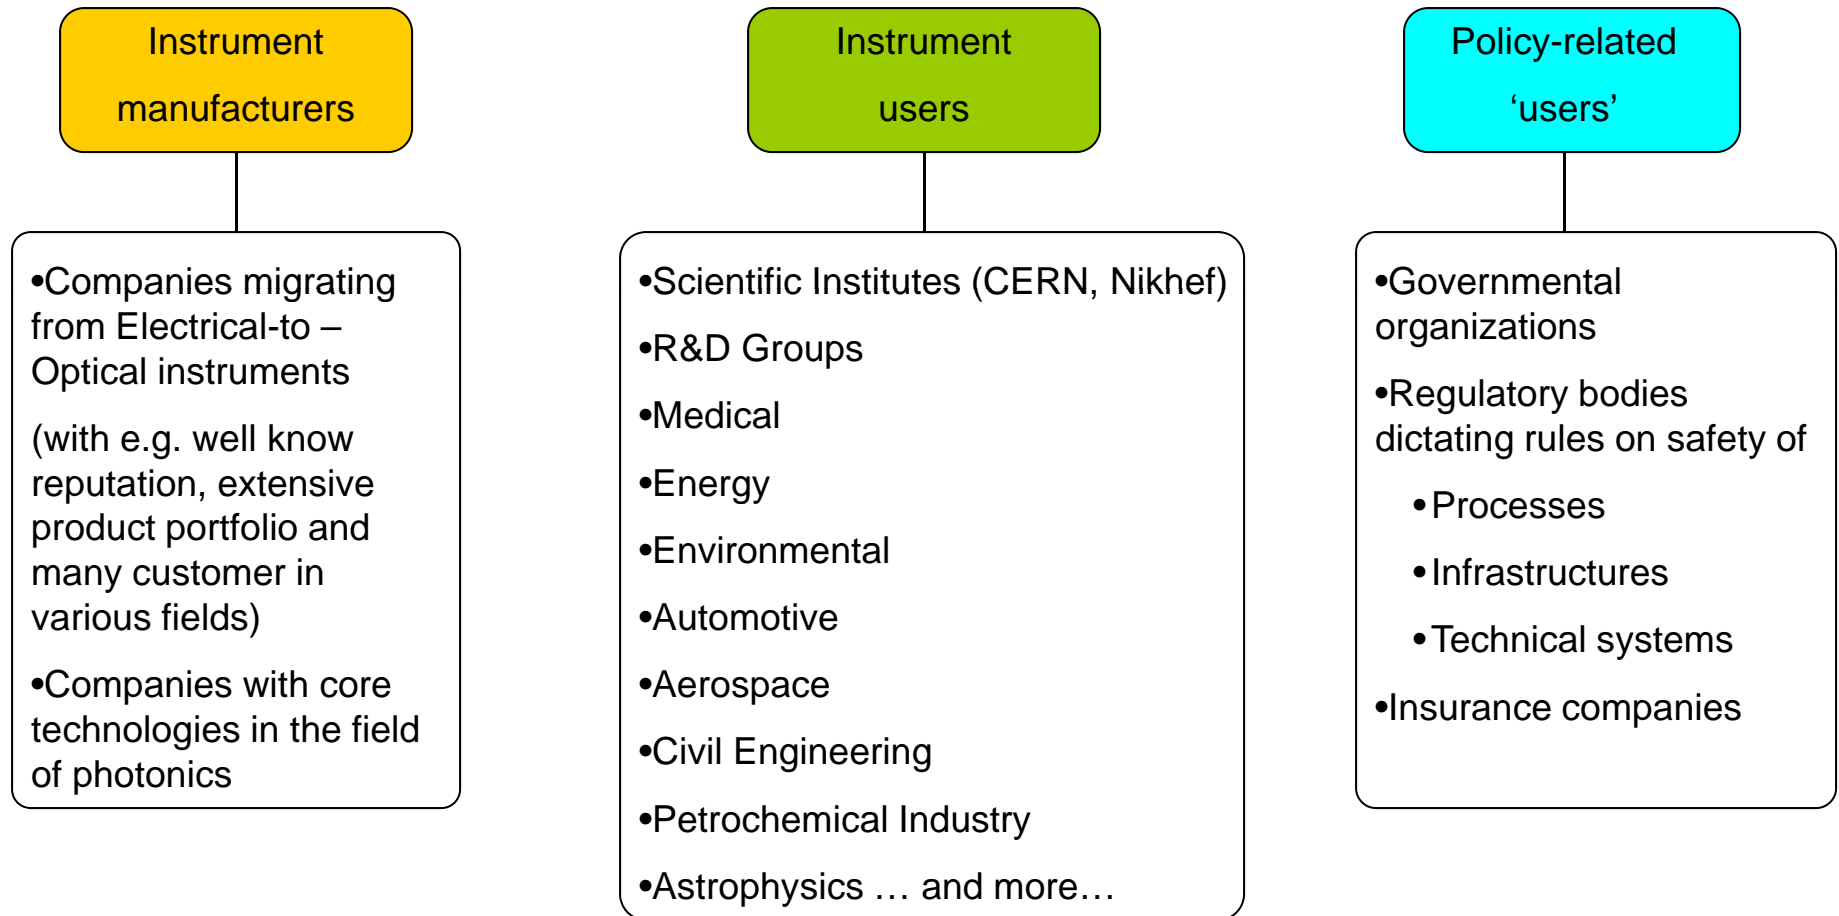 Instrument
manufacturers
•Companies migrating
from Electrical-to –
Optical instruments
(with e.g. well know
reputation, extensive
product portfolio and
many customer in
various fields)
•Companies with core
technologies in the field
of photonics
Instrument
users
•Scientific Institutes (CERN, Nikhef)
•R&D Groups
•Medical
•Energy
•Environmental
•Automotive
•Aerospace
•Civil Engineering
•Petrochemical Industry
•Astrophysics … and more…
Policy-related
‘users’
•Governmental
organizations
•Regulatory bodies
dictating rules on safety of
•Processes
•Infrastructures
•Technical systems
•Insurance companies